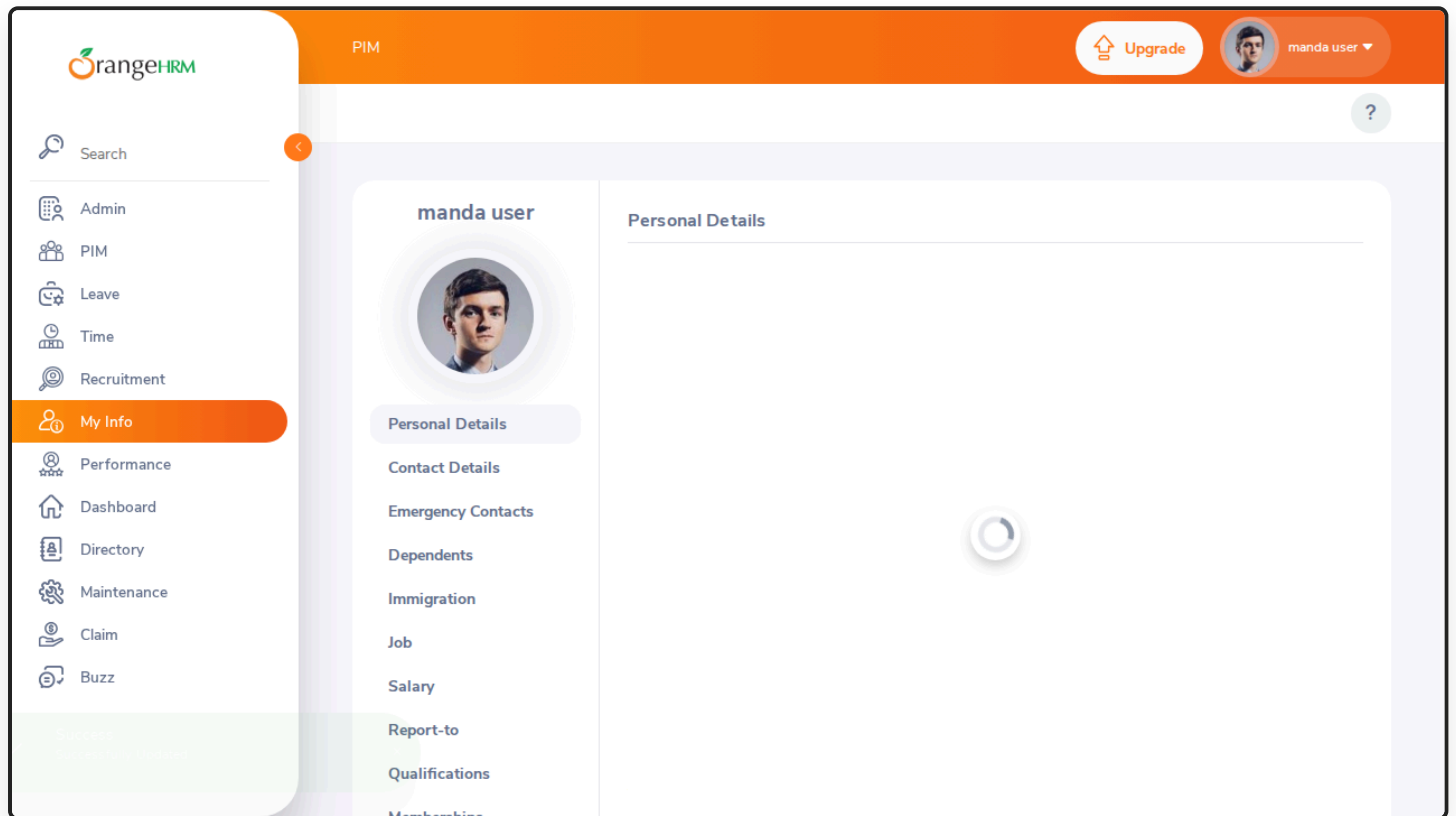 OrangeHRM
PIM
Upgrade
manda user
?
Search
Admin
PIM
Leave
Time
Recruitment
My Info
Performance
Dashboard
Directory
Maintenance
Claim
Buzz
manda user
Personal Details
Contact Details
Emergency Contacts
Dependents
Immigration
Job
Salary
Report-to
Qualifications
Memberships
Personal Details